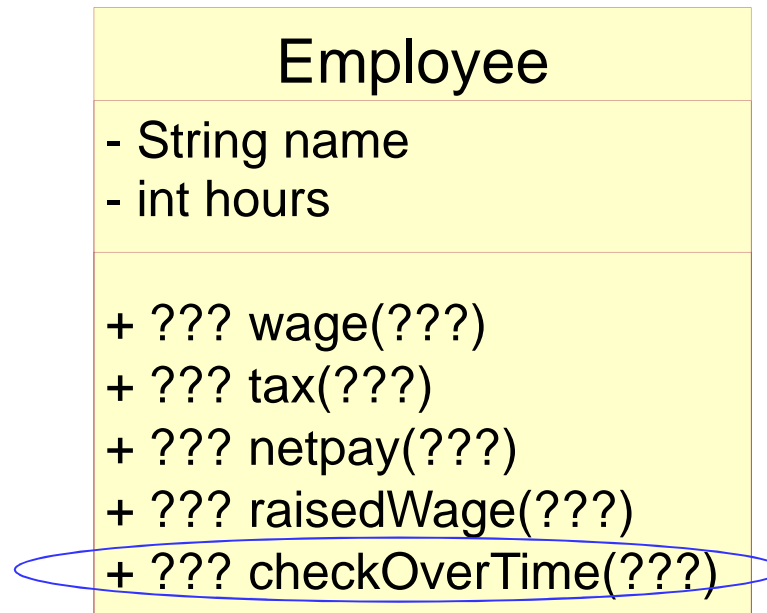 Employee
- String name
- int hours
+ ??? wage(???)
+ ??? tax(???)
+ ??? netpay(???)
+ ??? raisedWage(???)
+ ??? checkOverTime(???)